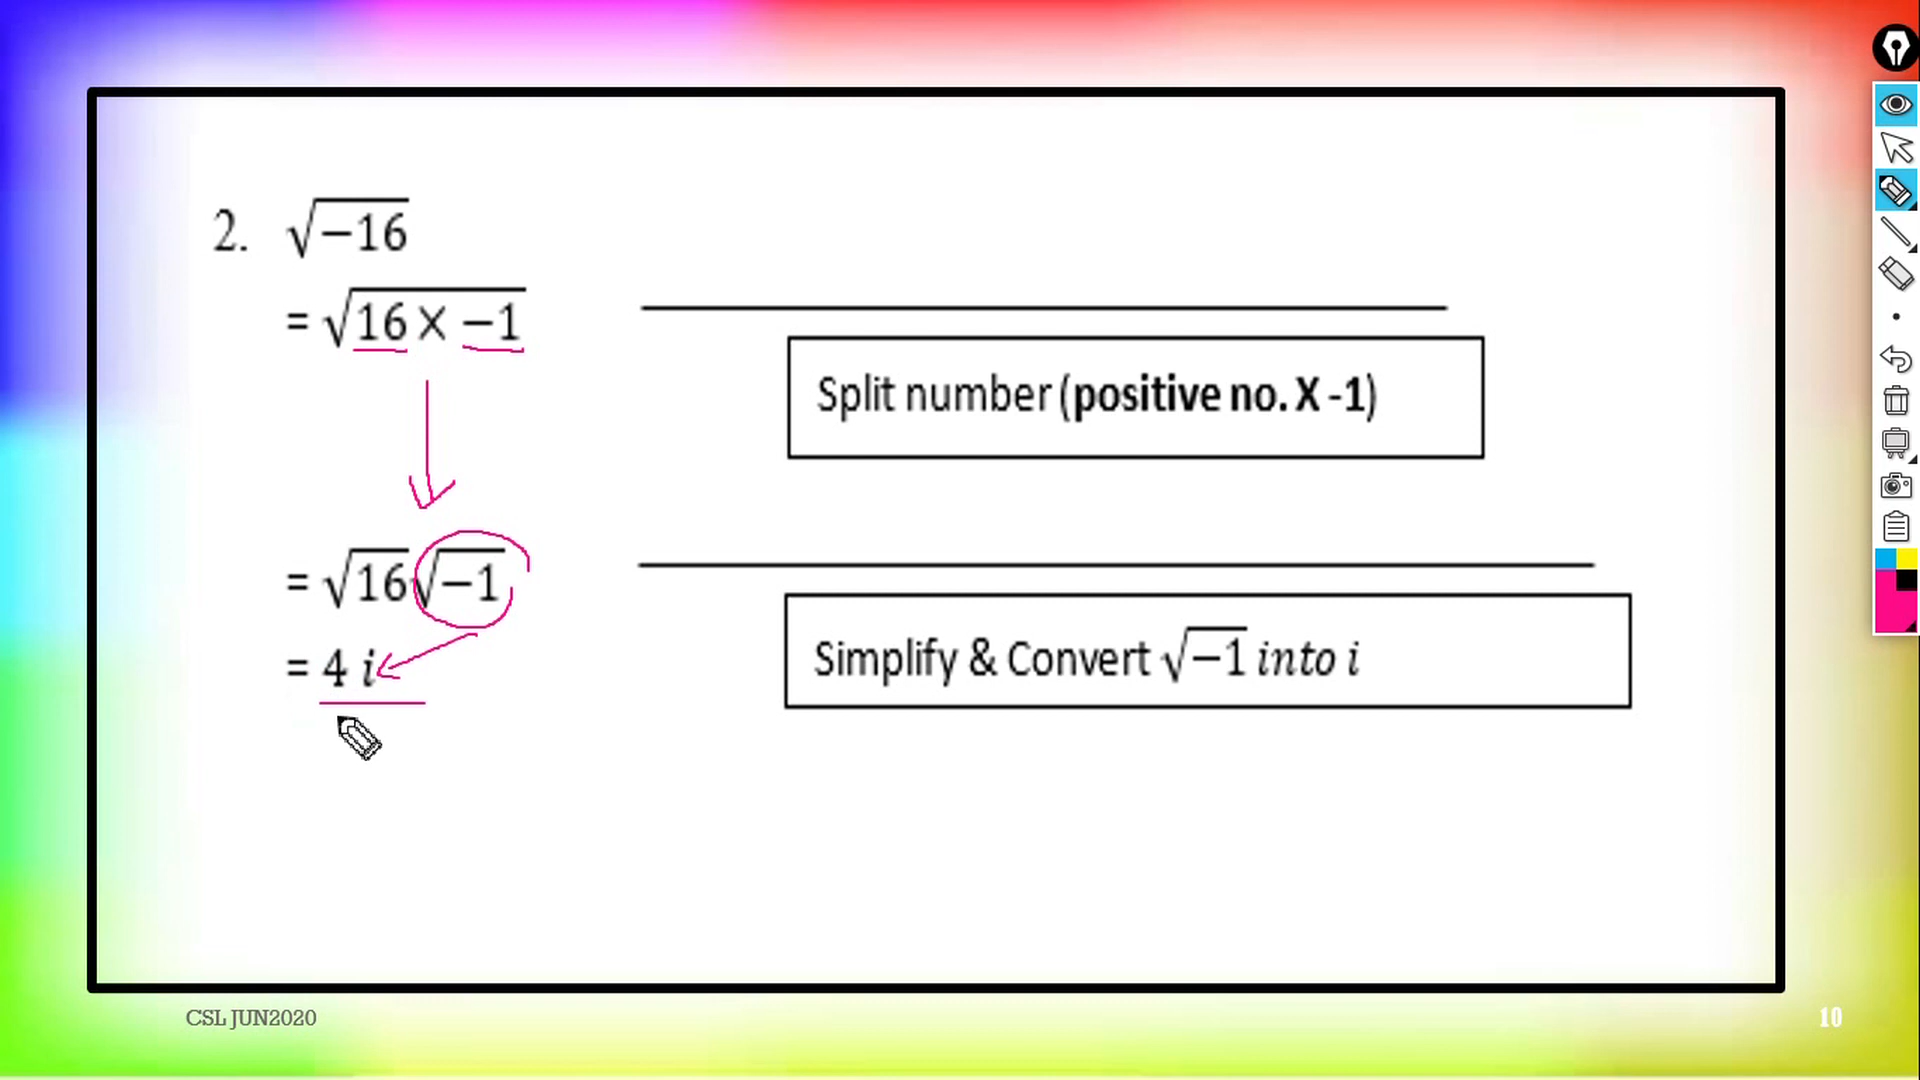 2. √−16
= √16 × −1
Split number (positive no. X -1)
= √16√−1
= 4 i
Simplify & Convert √−1 into i
CSL JUN2020
10